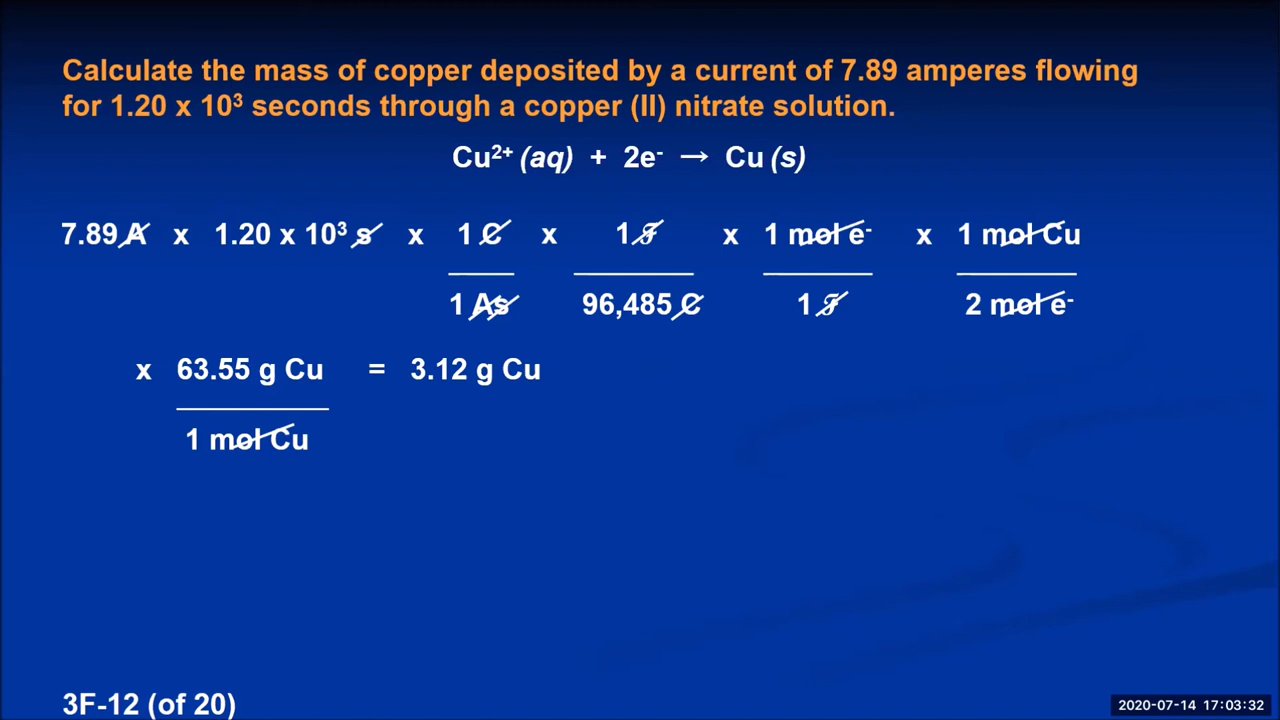 Calculate the mass of copper deposited by a current of 7.89 amperes flowing
for 1.20 x 10³ seconds through a copper (II) nitrate solution.
Cu²⁺ (aq) + 2e⁻ → Cu (s)
7.89 A x 1.20 x 10³ s x 1 C x 1 ℱ x 1 mol e⁻ x 1 mol Cu
1 As 96,485 C 1 ℱ 2 mol e⁻
x 63.55 g Cu = 3.12 g Cu
1 mol Cu
3F-12 (of 20)
2020-07-14 17:03:32